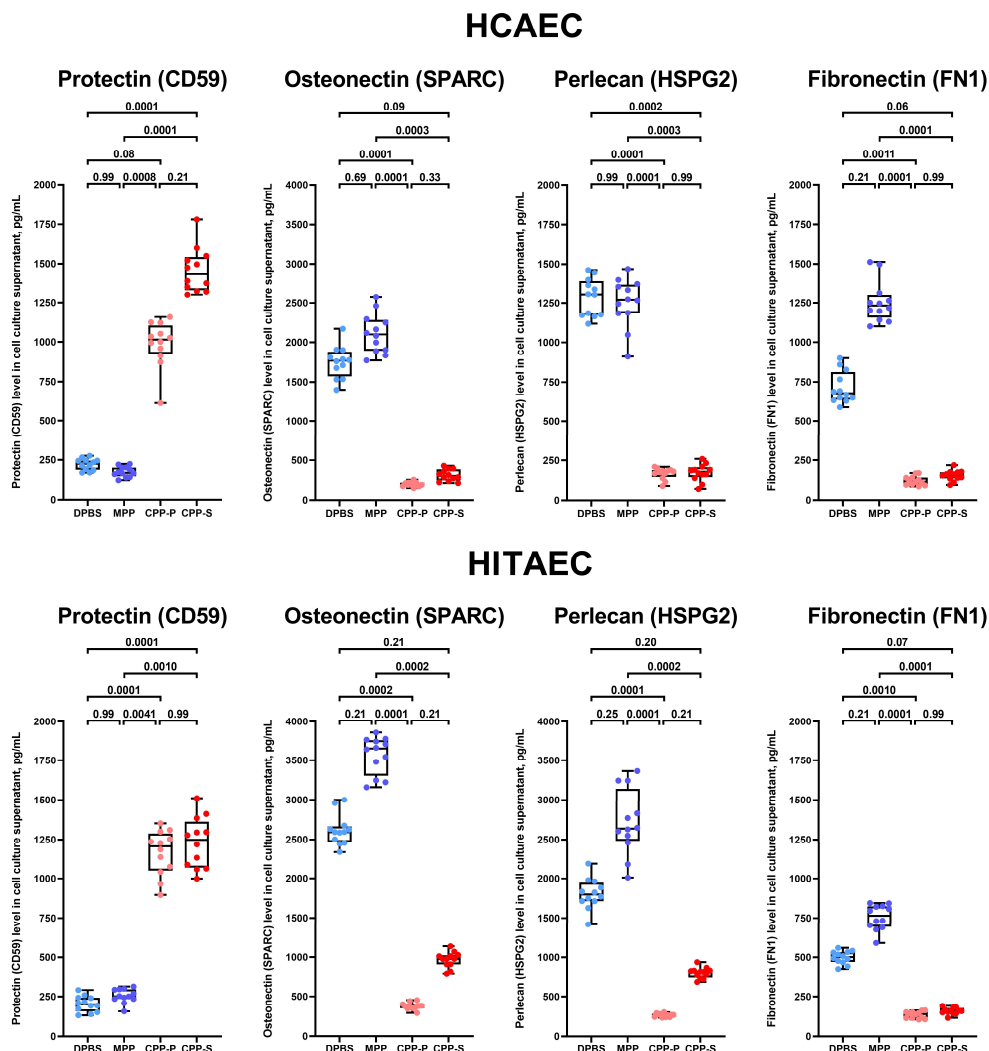 HCAEC
Protectin (CD59)
0.0001
0.0001
0.08
0.99 0.0008 0.21
Protectin (CD59) level in cell culture supernatant, pg/mL
2000
1750
1500
1250
1000
750
500
250
0
DPBS MPP CPP-P CPP-S
Osteonectin (SPARC)
0.09
0.0003
0.0001
0.69 0.0001 0.33
Osteonectin (SPARC) level in cell culture supernatant, pg/mL
4000
3500
3000
2500
2000
1500
1000
500
0
DPBS MPP CPP-P CPP-S
Perlecan (HSPG2)
0.0002
0.0003
0.0001
0.99 0.0001 0.99
Perlecan (HSPG2) level in cell culture supernatant, pg/mL
2000
1750
1500
1250
1000
750
500
250
0
DPBS MPP CPP-P CPP-S
Fibronectin (FN1)
0.06
0.0001
0.0011
0.21 0.0001 0.99
Fibronectin (FN1) level in cell culture supernatant, pg/mL
2000
1750
1500
1250
1000
750
500
250
0
DPBS MPP CPP-P CPP-S
HITAEC
Protectin (CD59)
0.0001
0.0010
0.0001
0.99 0.0041 0.99
Protectin (CD59) level in cell culture supernatant, pg/mL
2000
1750
1500
1250
1000
750
500
250
0
DPBS MPP CPP-P CPP-S
Osteonectin (SPARC)
0.21
0.0002
0.0002
0.21 0.0001 0.21
Osteonectin (SPARC) level in cell culture supernatant, pg/mL
4000
3500
3000
2500
2000
1500
1000
500
0
DPBS MPP CPP-P CPP-S
Perlecan (HSPG2)
0.20
0.0002
0.0001
0.25 0.0001 0.21
Perlecan (HSPG2) level in cell culture supernatant, pg/mL
4000
3500
3000
2500
2000
1500
1000
500
0
DPBS MPP CPP-P CPP-S
Fibronectin (FN1)
0.07
0.0001
0.0010
0.21 0.0001 0.99
Fibronectin (FN1) level in cell culture supernatant, pg/mL
2000
1750
1500
1250
1000
750
500
250
0
DPBS MPP CPP-P CPP-S